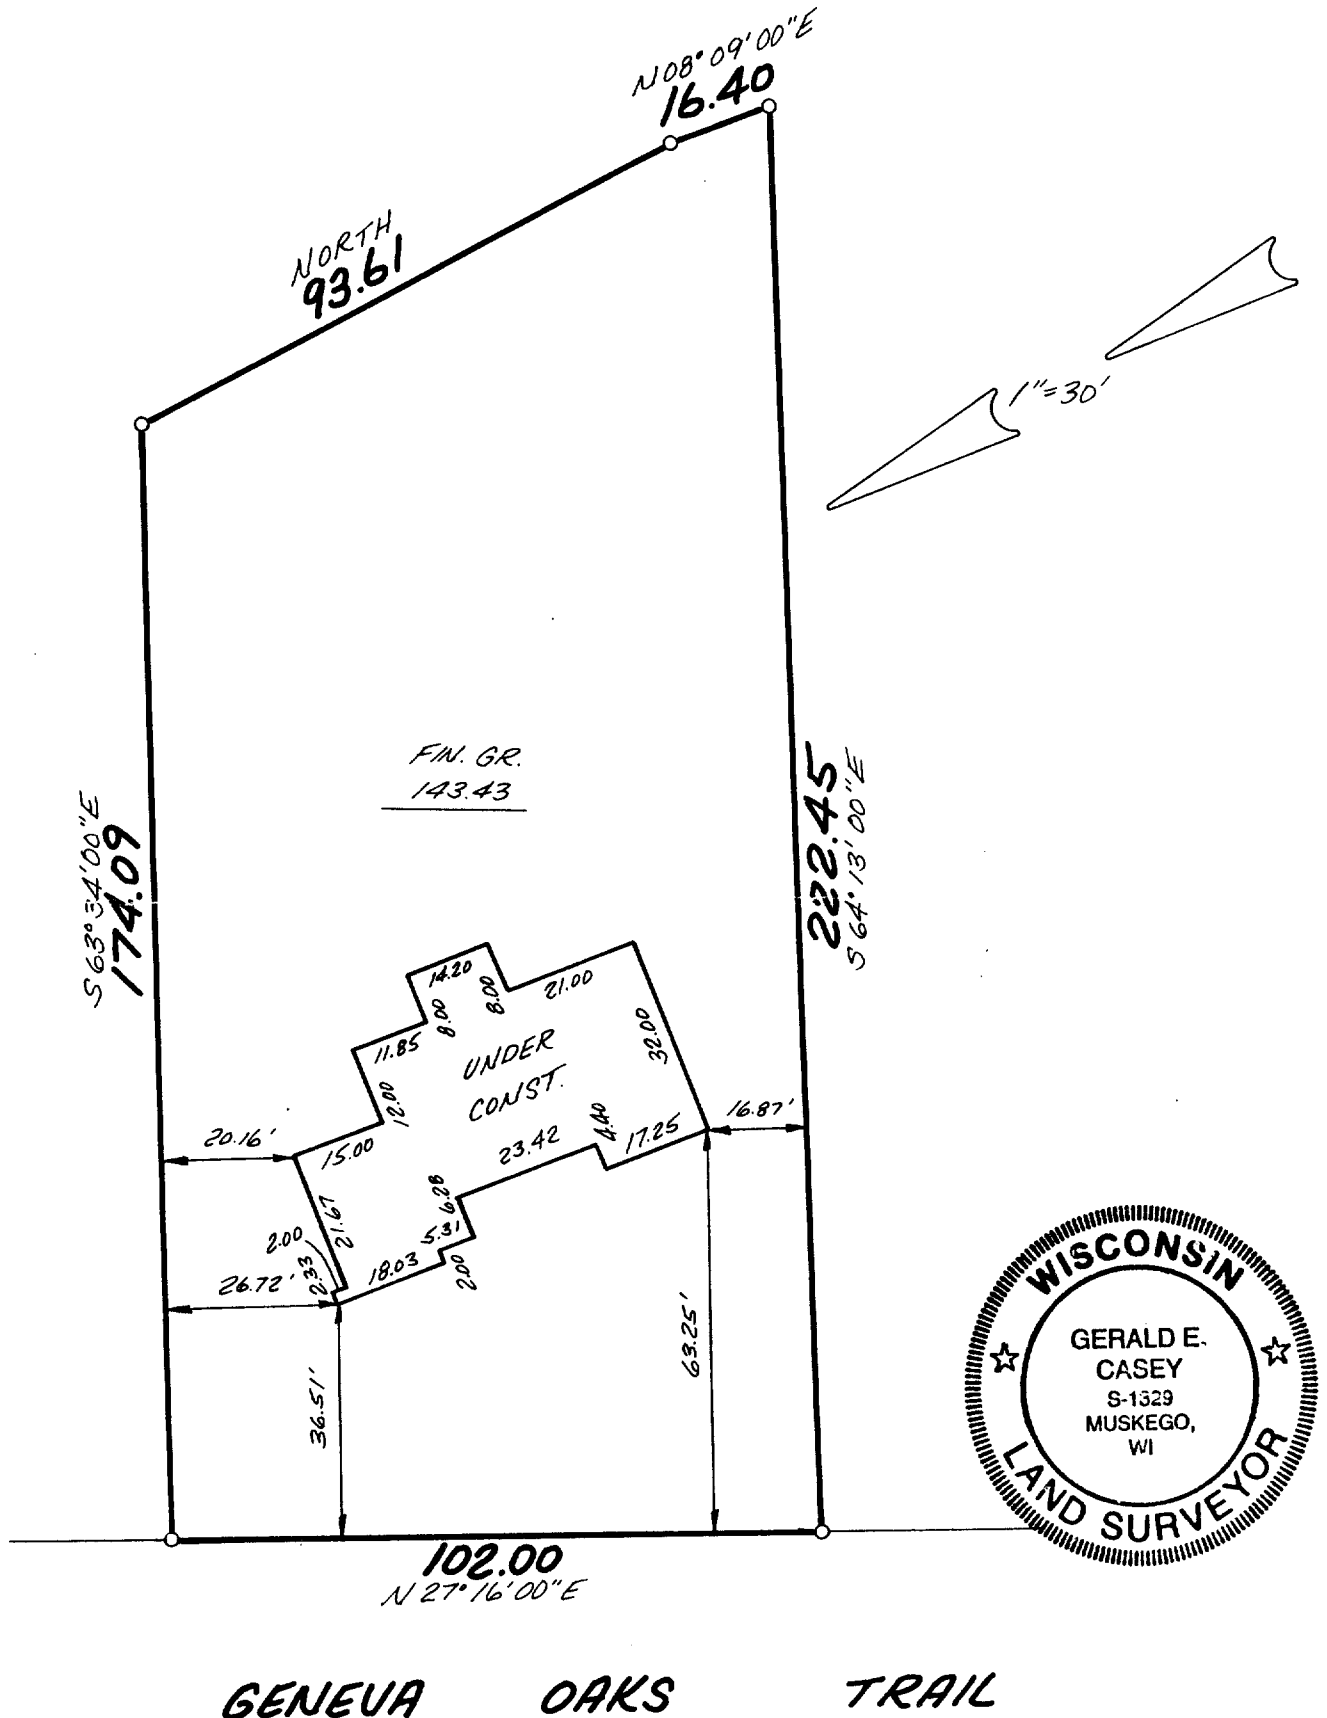 N 08° 09' 00" E
16.40
NORTH
93.61
1"=30'
FIN. GR.
143.43
S 63° 34' 00" E
174.09
222.45
S 64° 13' 00" E
14.20
8.00
8.00
21.00
11.85
12.00
UNDER
CONST.
32.00
20.16'
15.00
23.42
4.40
17.25
16.87'
21.67
6.28
5.31
2.00
2.00
26.72'
2.33
18.03
36.51'
63.25'
WISCONSIN
GERALD E.
CASEY
S-1329
MUSKEGO,
WI
LAND SURVEYOR
102.00
N 27° 16' 00" E
GENEVA OAKS TRAIL